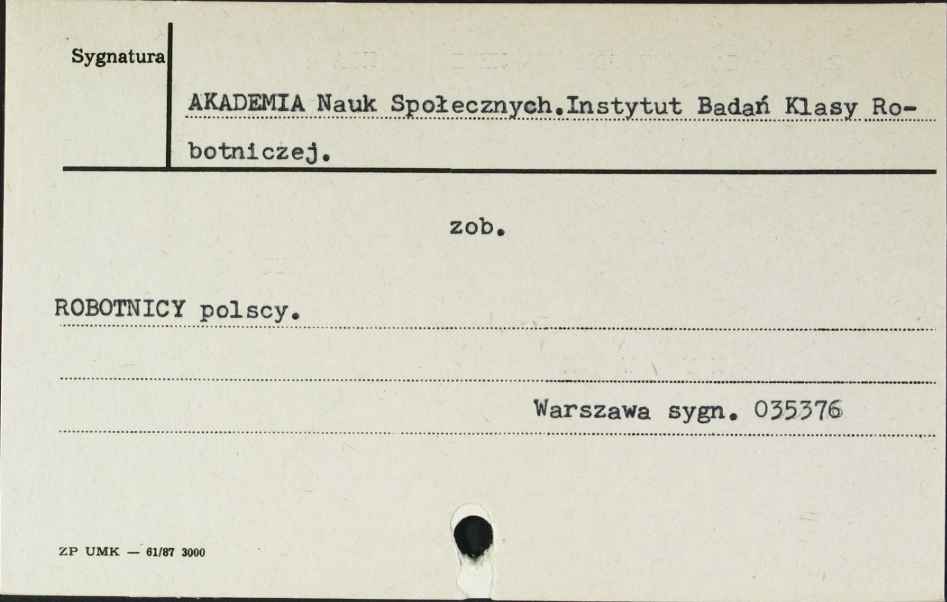 Sygnatura
AKADEMIA Nauk Społecznych.Instytut Badań Klasy Ro-
botniczej.
zob.
ROBOTNICY polscy.
Warszawa sygn. 035376
ZP UMK — 61/87 3000